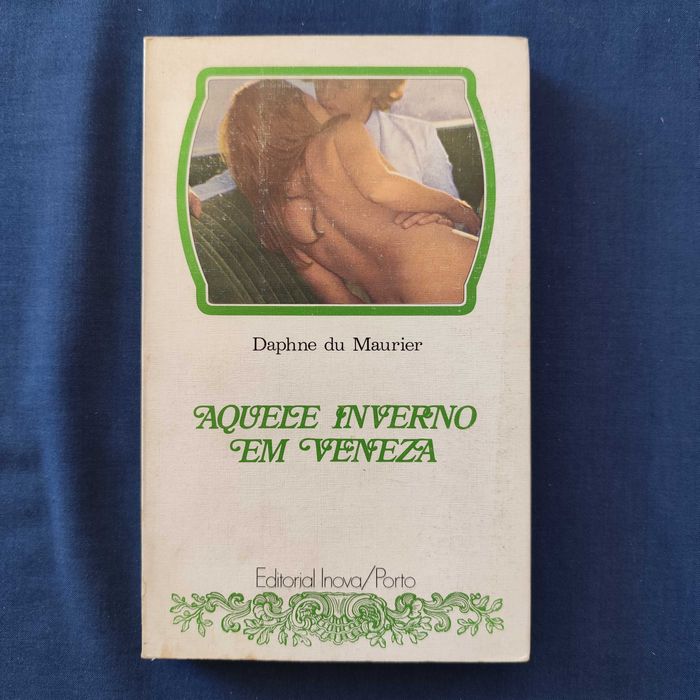 Daphne du Maurier
AQUELE INVERNO
EM VENEZA
Editorial Inova/Porto